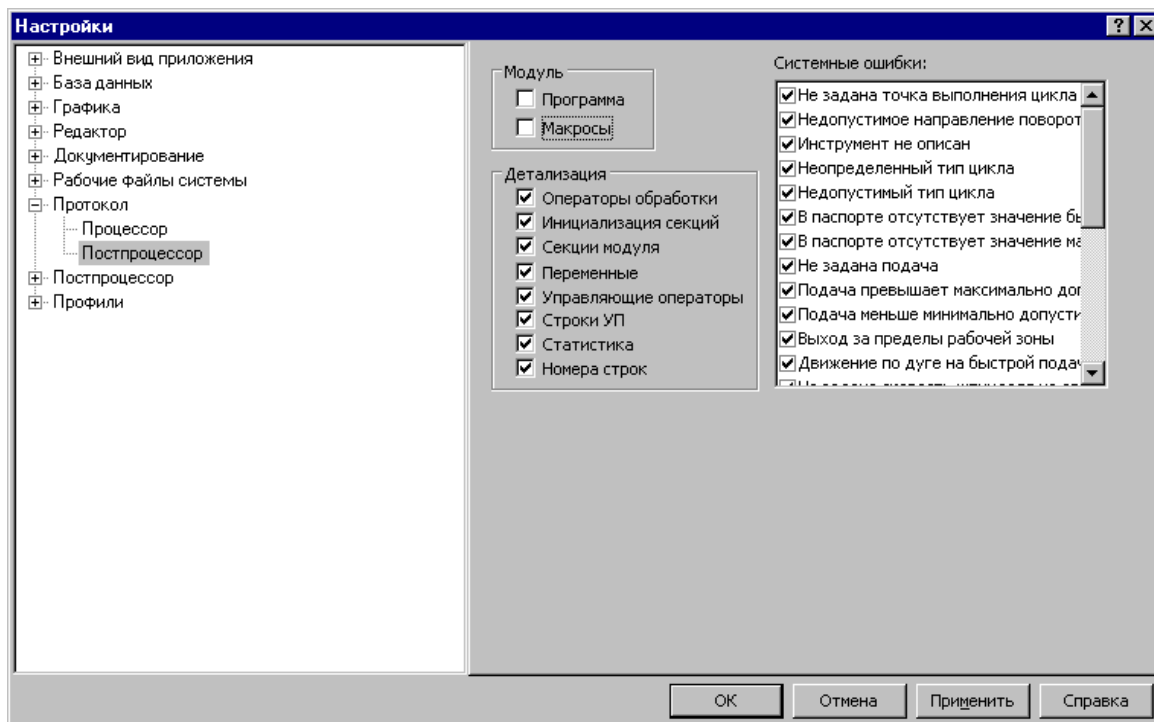 Настройки
Внешний вид приложения
База данных
Графика
Редактор
Документирование
Рабочие файлы системы
Протокол
Процессор
Постпроцессор
Постпроцессор
Профили
Модуль
Программа
Макросы
Детализация
Операторы обработки
Инициализация секций
Секции модуля
Переменные
Управляющие операторы
Строки УП
Статистика
Номера строк
Системные ошибки:
Не задана точка выполнения цикла
Недопустимое направление поворот
Инструмент не описан
Неопределенный тип цикла
Недопустимый тип цикла
В паспорте отсутствует значение бы
В паспорте отсутствует значение ма
Не задана подача
Подача превышает максимально доп
Подача меньше минимально допусти
Выход за пределы рабочей зоны
Движение по дуге на быстрой подач
OK
Отмена
Применить
Справка